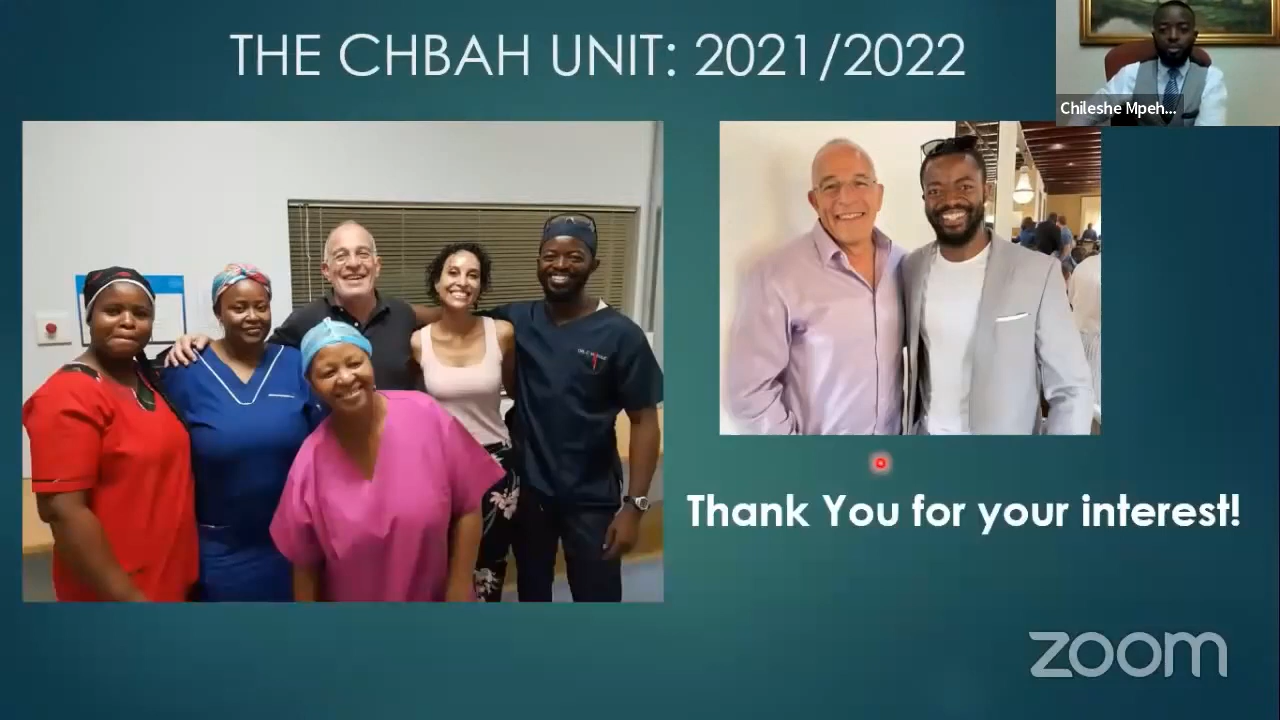 THE CHBAH UNIT: 2021/2022
Chileshe Mpeh...
Thank You for your interest!
zoom